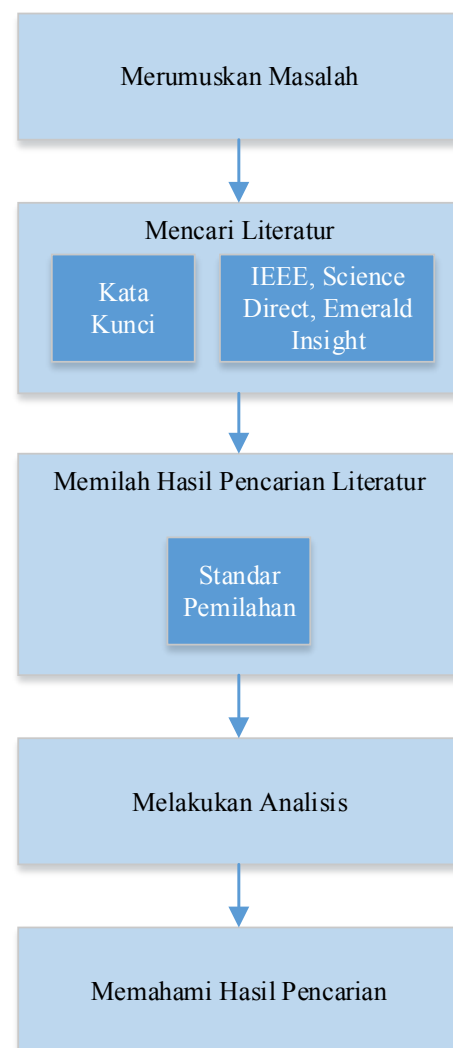 Merumuskan Masalah
Mencari Literatur
Kata
Kunci
IEEE, Science
Direct, Emerald
Insight
Memilah Hasil Pencarian Literatur
Standar
Pemilahan
Melakukan Analisis
Memahami Hasil Pencarian